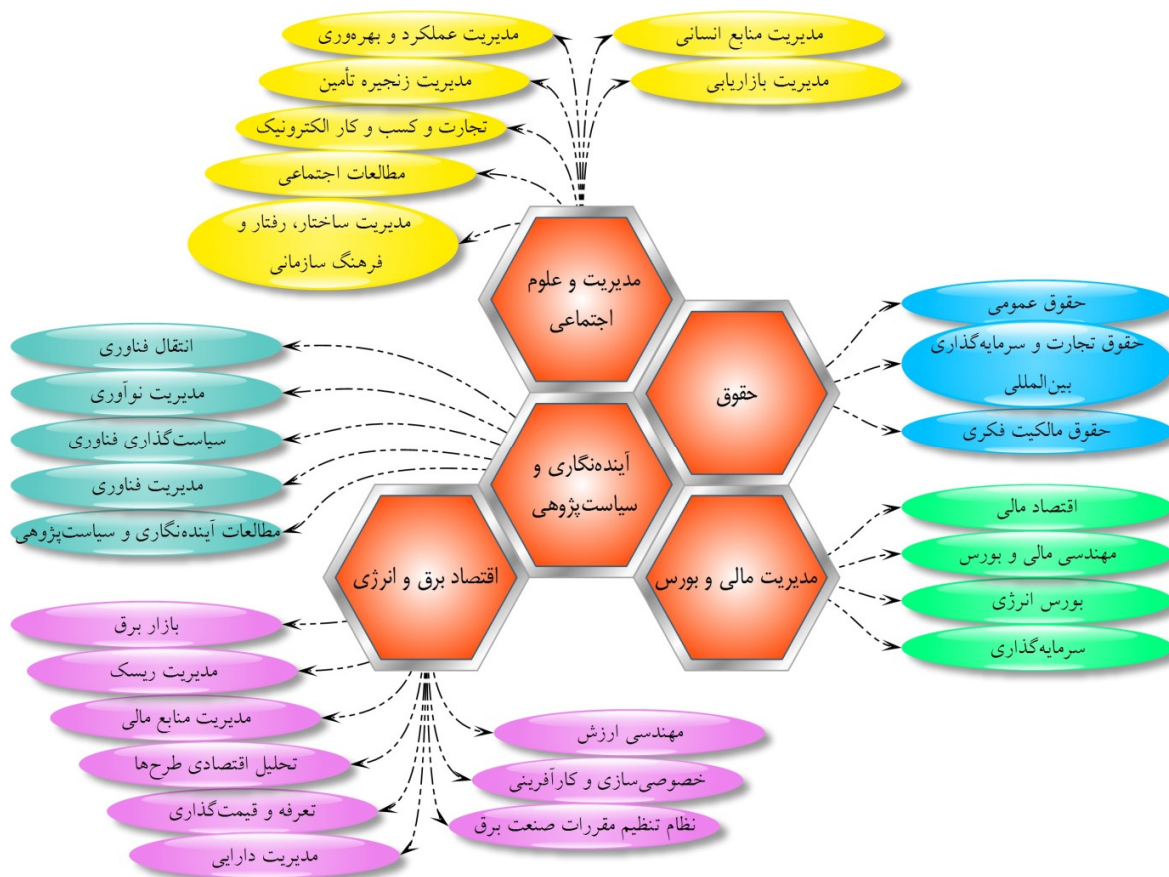 مدیریت منابع انسانی
مدیریت بازاریابی
مدیریت عملکرد و بهره‌وری
مدیریت زنجیره تأمین
تجارت و کسب و کار الکترونیک
مطالعات اجتماعی
مدیریت ساختار، رفتار و
فرهنگ سازمانی
مدیریت و علوم
اجتماعی
حقوق
حقوق عمومی
حقوق تجارت و سرمایه‌گذاری
بین‌المللی
حقوق مالکیت فکری
آینده‌نگاری و
سیاست‌پژوهی
انتقال فناوری
مدیریت نوآوری
سیاست‌گذاری فناوری
مدیریت فناوری
مطالعات آینده‌نگاری و سیاست‌پژوهی
مدیریت مالی و بورس
اقتصاد مالی
مهندسی مالی و بورس
بورس انرژی
سرمایه‌گذاری
اقتصاد برق و انرژی
بازار برق
مدیریت ریسک
مدیریت منابع مالی
تحلیل اقتصادی طرح‌ها
تعرفه و قیمت‌گذاری
مدیریت دارایی
مهندسی ارزش
خصوصی‌سازی و کارآفرینی
نظام تنظیم مقررات صنعت برق